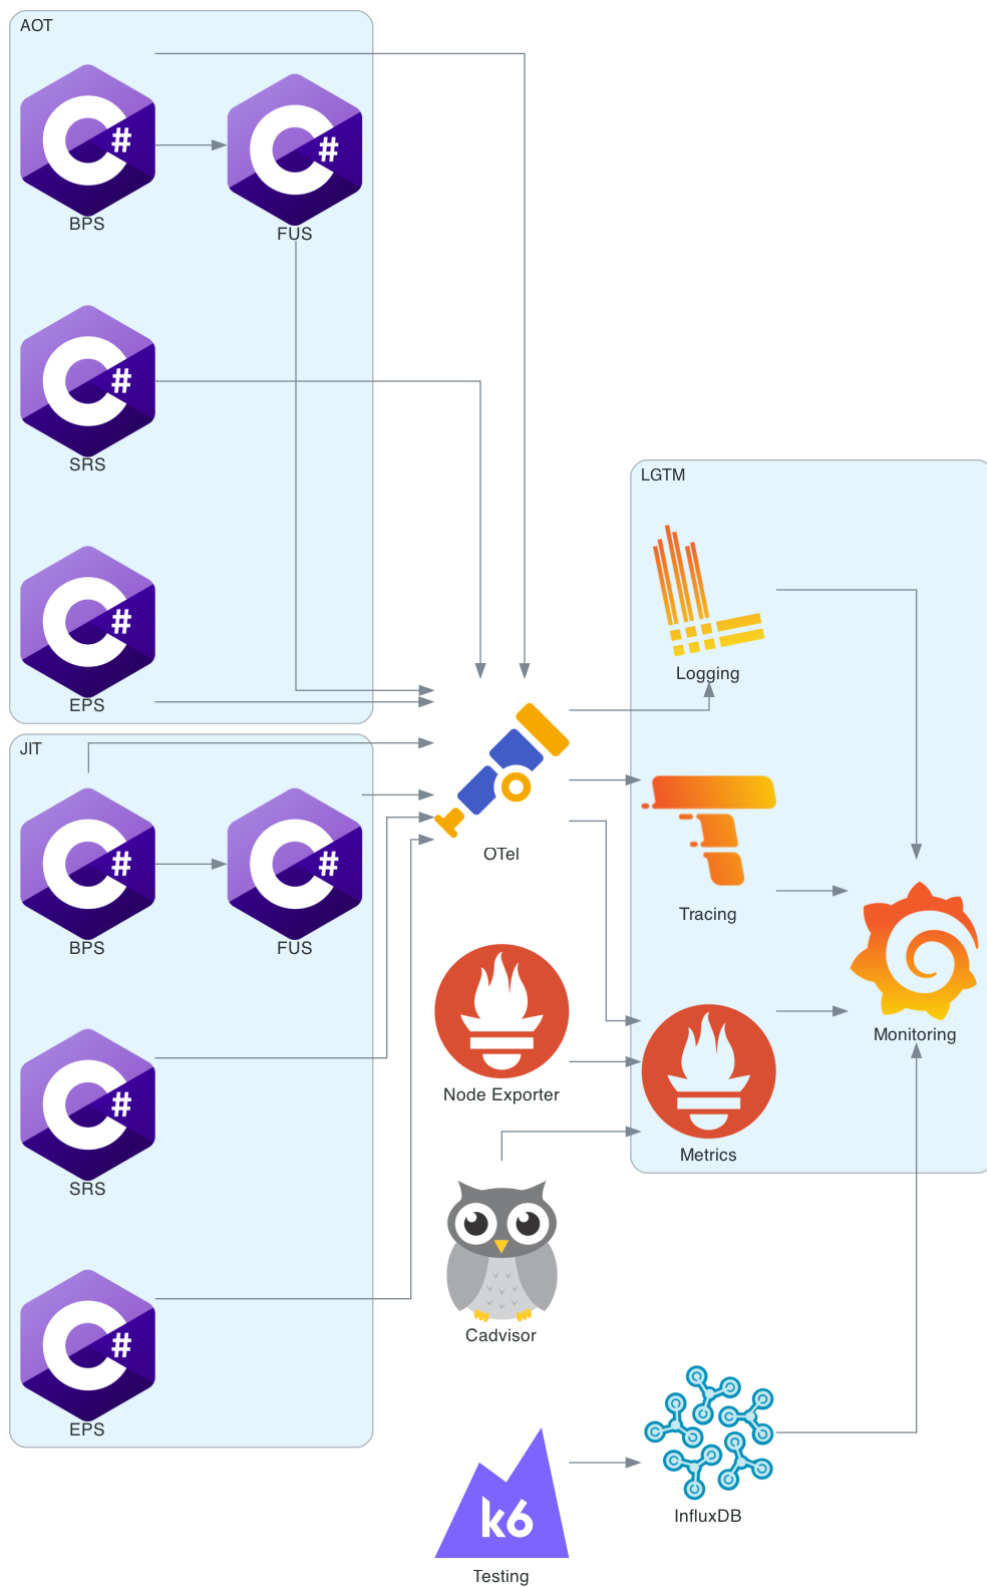 AOT
C#
BPS
C#
FUS
C#
SRS
C#
EPS
JIT
C#
BPS
C#
FUS
C#
SRS
C#
EPS
OTel
Node Exporter
Cadvisor
k6
Testing
LGTM
Logging
Tracing
Metrics
Monitoring
InfluxDB